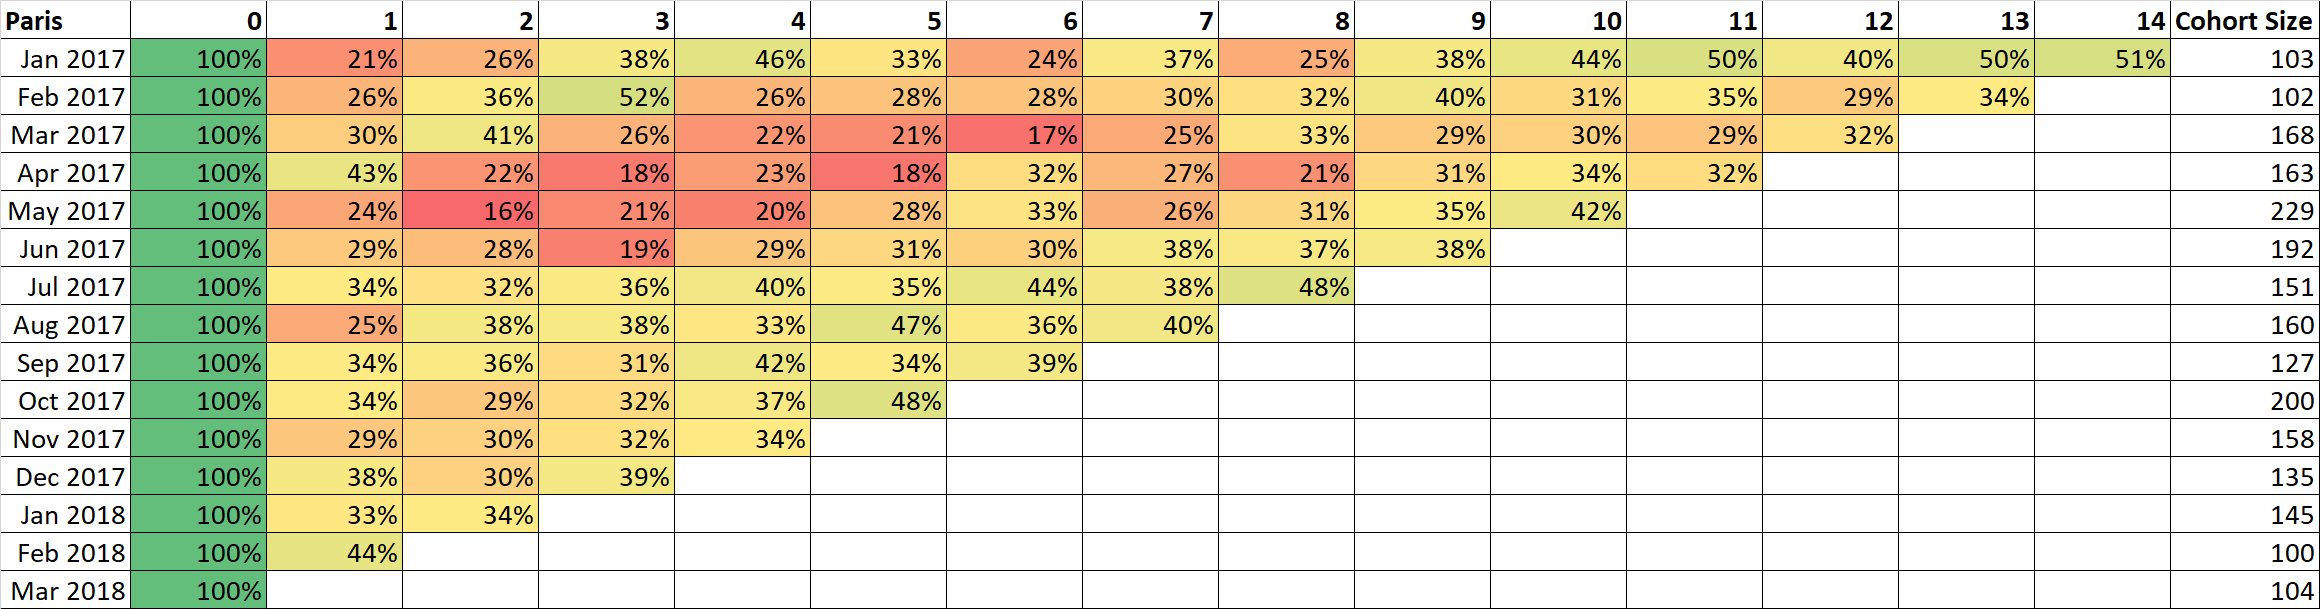 Paris 0 1 2 3 4 5 6 7 8 9 10 11 12 13 14 Cohort Size
Jan 2017 100% 21% 26% 38% 46% 33% 24% 37% 25% 38% 44% 50% 40% 50% 51% 103
Feb 2017 100% 26% 36% 52% 26% 28% 28% 30% 32% 40% 31% 35% 29% 34% 102
Mar 2017 100% 30% 41% 26% 22% 21% 17% 25% 33% 29% 30% 29% 32% 168
Apr 2017 100% 43% 22% 18% 23% 18% 32% 27% 21% 31% 34% 32% 163
May 2017 100% 24% 16% 21% 20% 28% 33% 26% 31% 35% 42% 229
Jun 2017 100% 29% 28% 19% 29% 31% 30% 38% 37% 38% 192
Jul 2017 100% 34% 32% 36% 40% 35% 44% 38% 48% 151
Aug 2017 100% 25% 38% 38% 33% 47% 36% 40% 160
Sep 2017 100% 34% 36% 31% 42% 34% 39% 127
Oct 2017 100% 34% 29% 32% 37% 48% 200
Nov 2017 100% 29% 30% 32% 34% 158
Dec 2017 100% 38% 30% 39% 135
Jan 2018 100% 33% 34% 145
Feb 2018 100% 44% 100
Mar 2018 100% 104